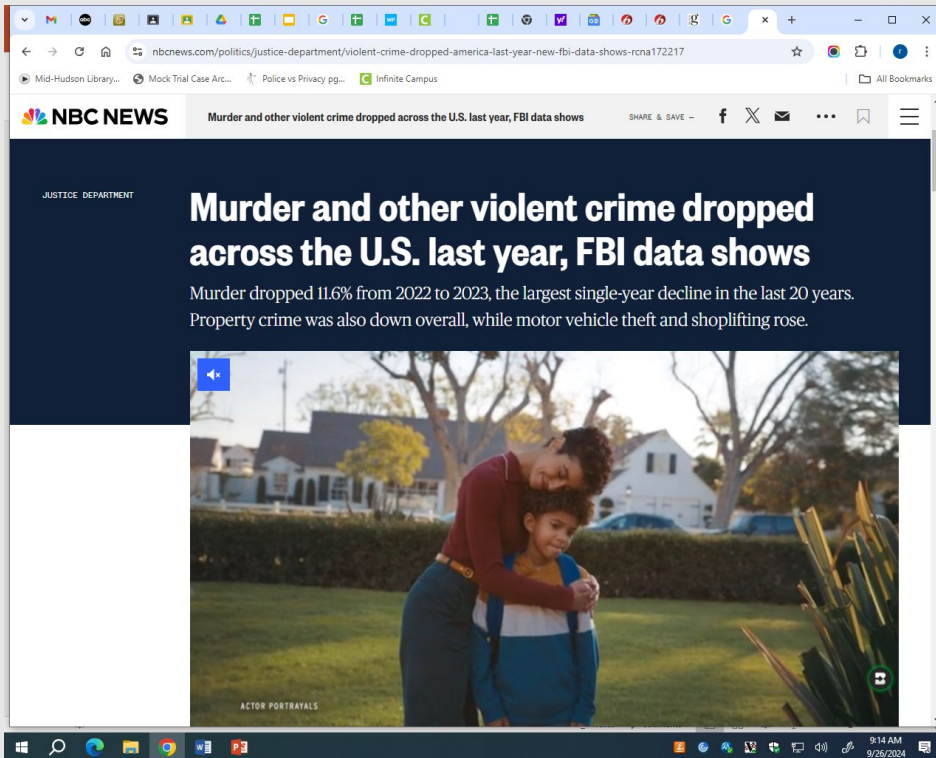 nbcnews.com/politics/justice-department/violent-crime-dropped-america-last-year-new-fbi-data-shows-rcna172217
Mid-Hudson Library...
Mock Trial Case Arc...
Police vs Privacy pg...
Infinite Campus
All Bookmarks
NBC NEWS
Murder and other violent crime dropped across the U.S. last year, FBI data shows
SHARE & SAVE –
JUSTICE DEPARTMENT
Murder and other violent crime dropped
across the U.S. last year, FBI data shows
Murder dropped 11.6% from 2022 to 2023, the largest single-year decline in the last 20 years.
Property crime was also down overall, while motor vehicle theft and shoplifting rose.
ACTOR PORTRAYALS
9:14 AM
9/26/2024